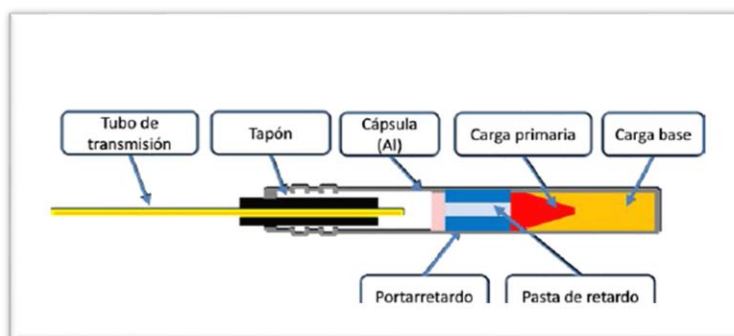 Tubo de
transmisión
Tapón
Cápsula
(Al)
Carga primaria
Carga base
Portarretardo
Pasta de retardo